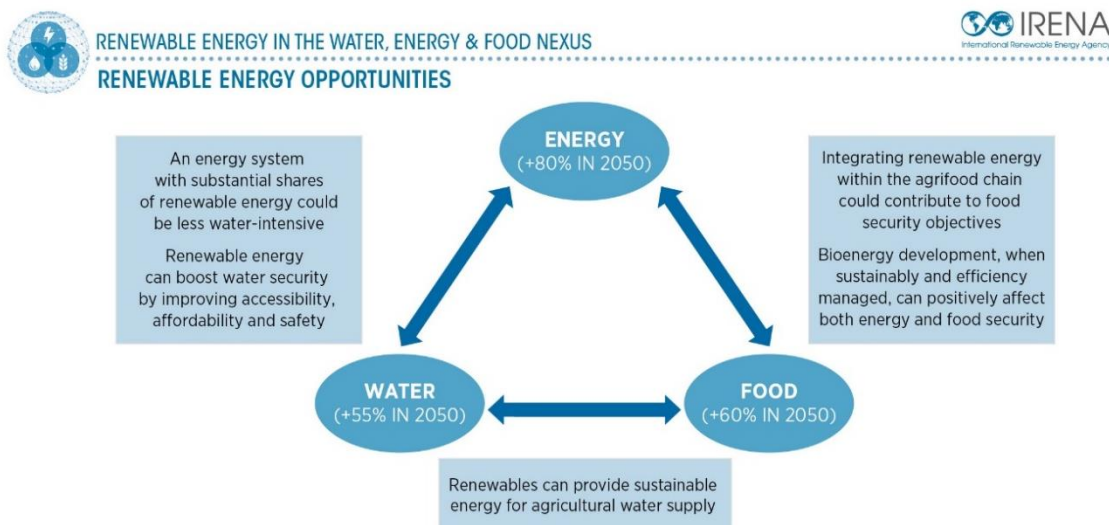 RENEWABLE ENERGY IN THE WATER, ENERGY & FOOD NEXUS
IRENA
International Renewable Energy Agency
RENEWABLE ENERGY OPPORTUNITIES
ENERGY
(+80% IN 2050)
An energy system
with substantial shares
of renewable energy could
be less water-intensive
Renewable energy
can boost water security
by improving accessibility,
affordability and safety
Integrating renewable energy
within the agrifood chain
could contribute to food
security objectives
Bioenergy development, when
sustainably and efficiency
managed, can positively affect
both energy and food security
WATER
(+55% IN 2050)
FOOD
(+60% IN 2050)
Renewables can provide sustainable
energy for agricultural water supply